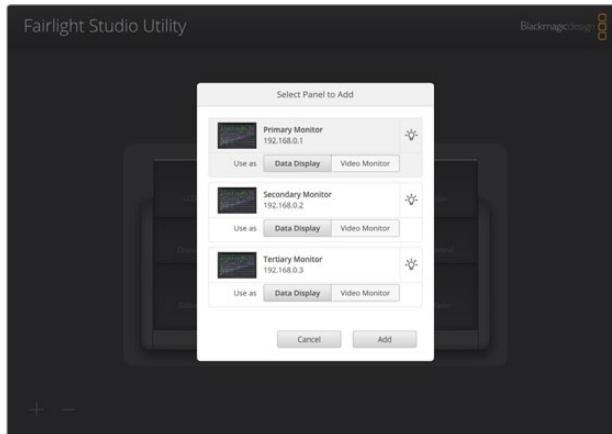 Fairlight Studio Utility
Blackmagicdesign
Select Panel to Add
Primary Monitor
192.168.0.1
Use as Data Display Video Monitor
Secondary Monitor
192.168.0.2
Use as Data Display Video Monitor
Tertiary Monitor
192.168.0.3
Use as Data Display Video Monitor
Cancel Add